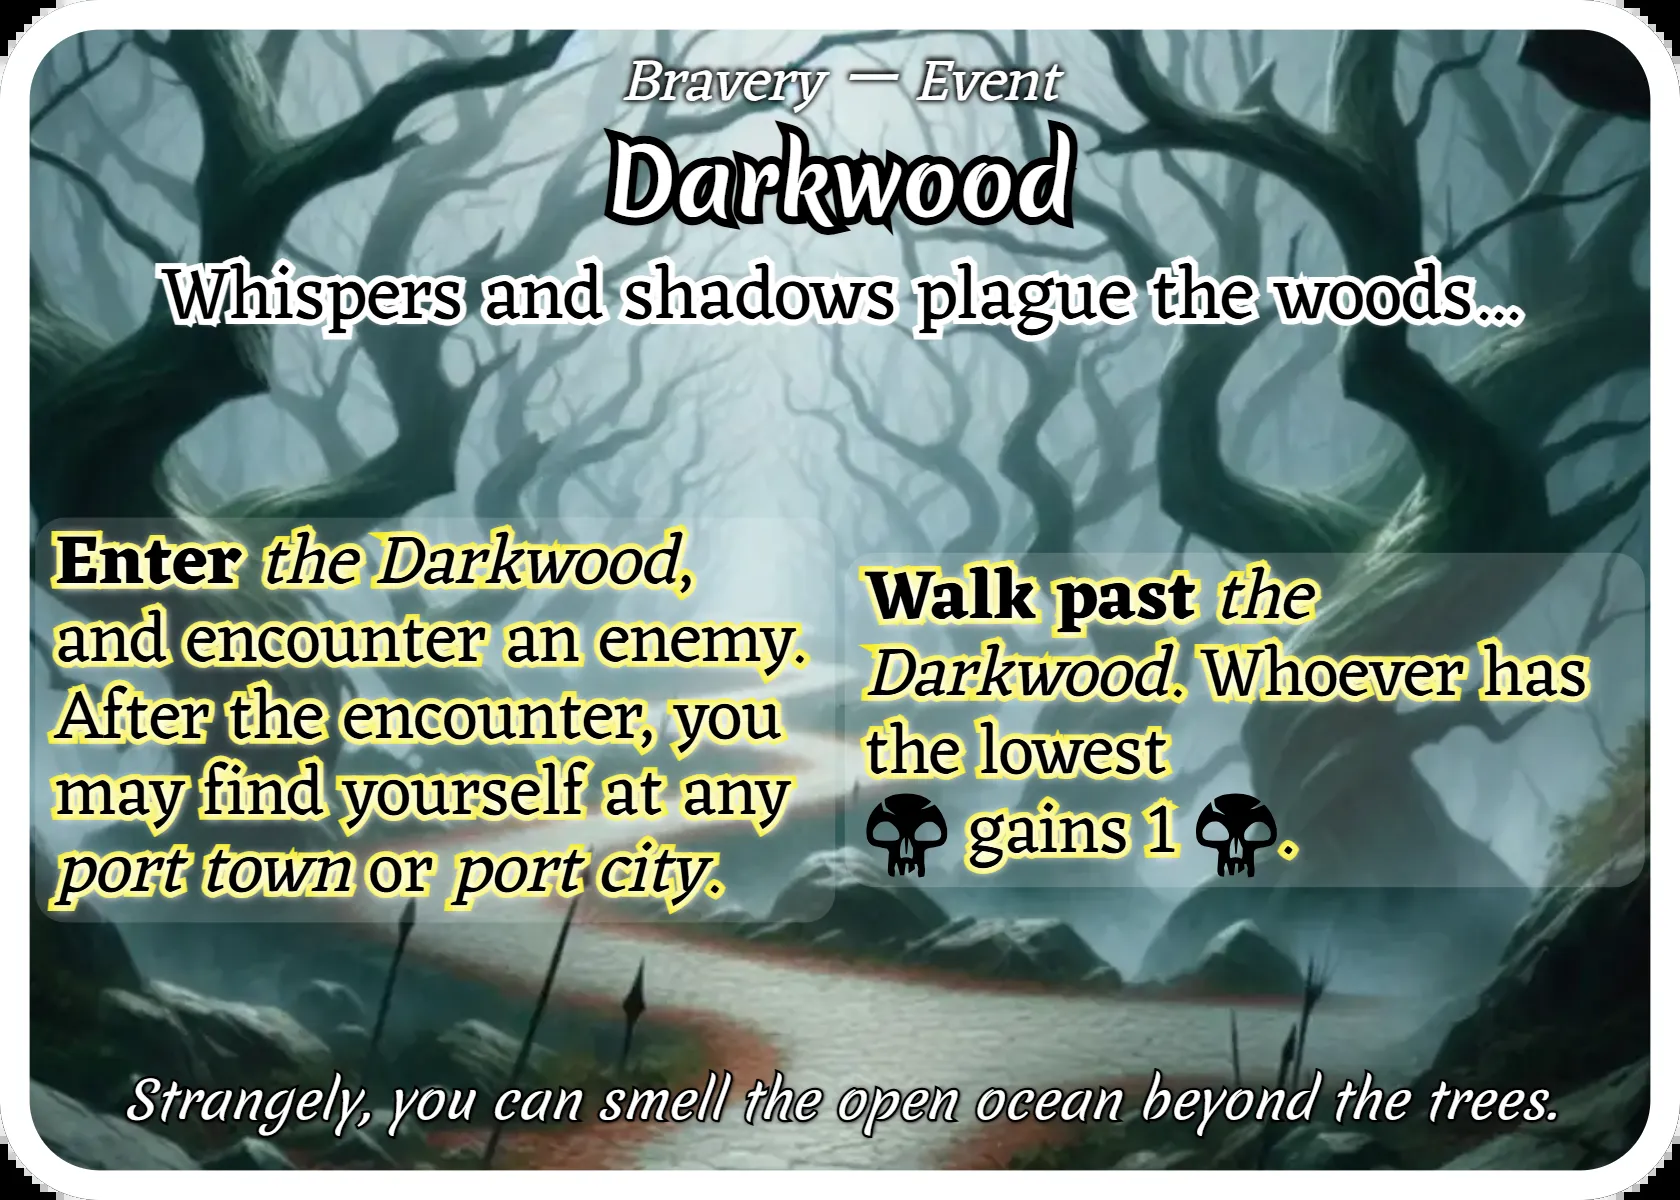 Bravery — Event
Darkwood
Whispers and shadows plague the woods...
Enter the Darkwood,
and encounter an enemy.
After the encounter, you
may find yourself at any
port town or port city.
Walk past the
Darkwood. Whoever has
the lowest
gains 1 .
Strangely, you can smell the open ocean beyond the trees.